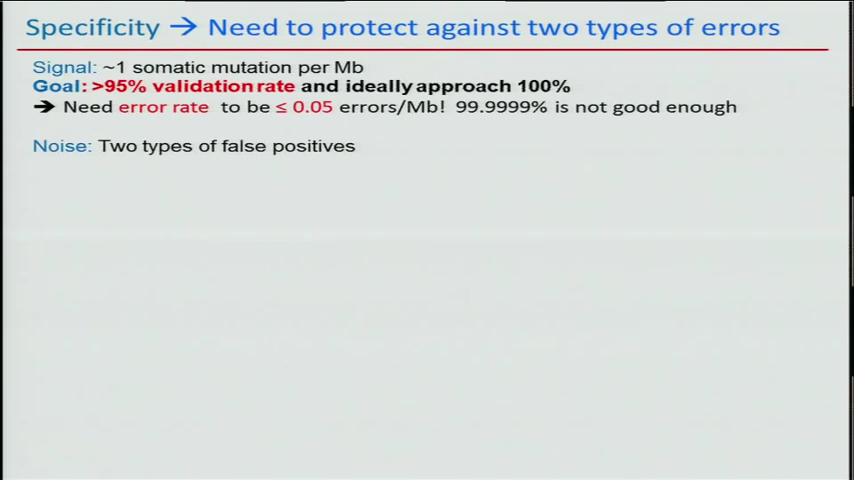 Specificity → Need to protect against two types of errors
Signal: ~1 somatic mutation per Mb
Goal: >95% validation rate and ideally approach 100%
→ Need error rate to be ≤ 0.05 errors/Mb! 99.9999% is not good enough
Noise: Two types of false positives